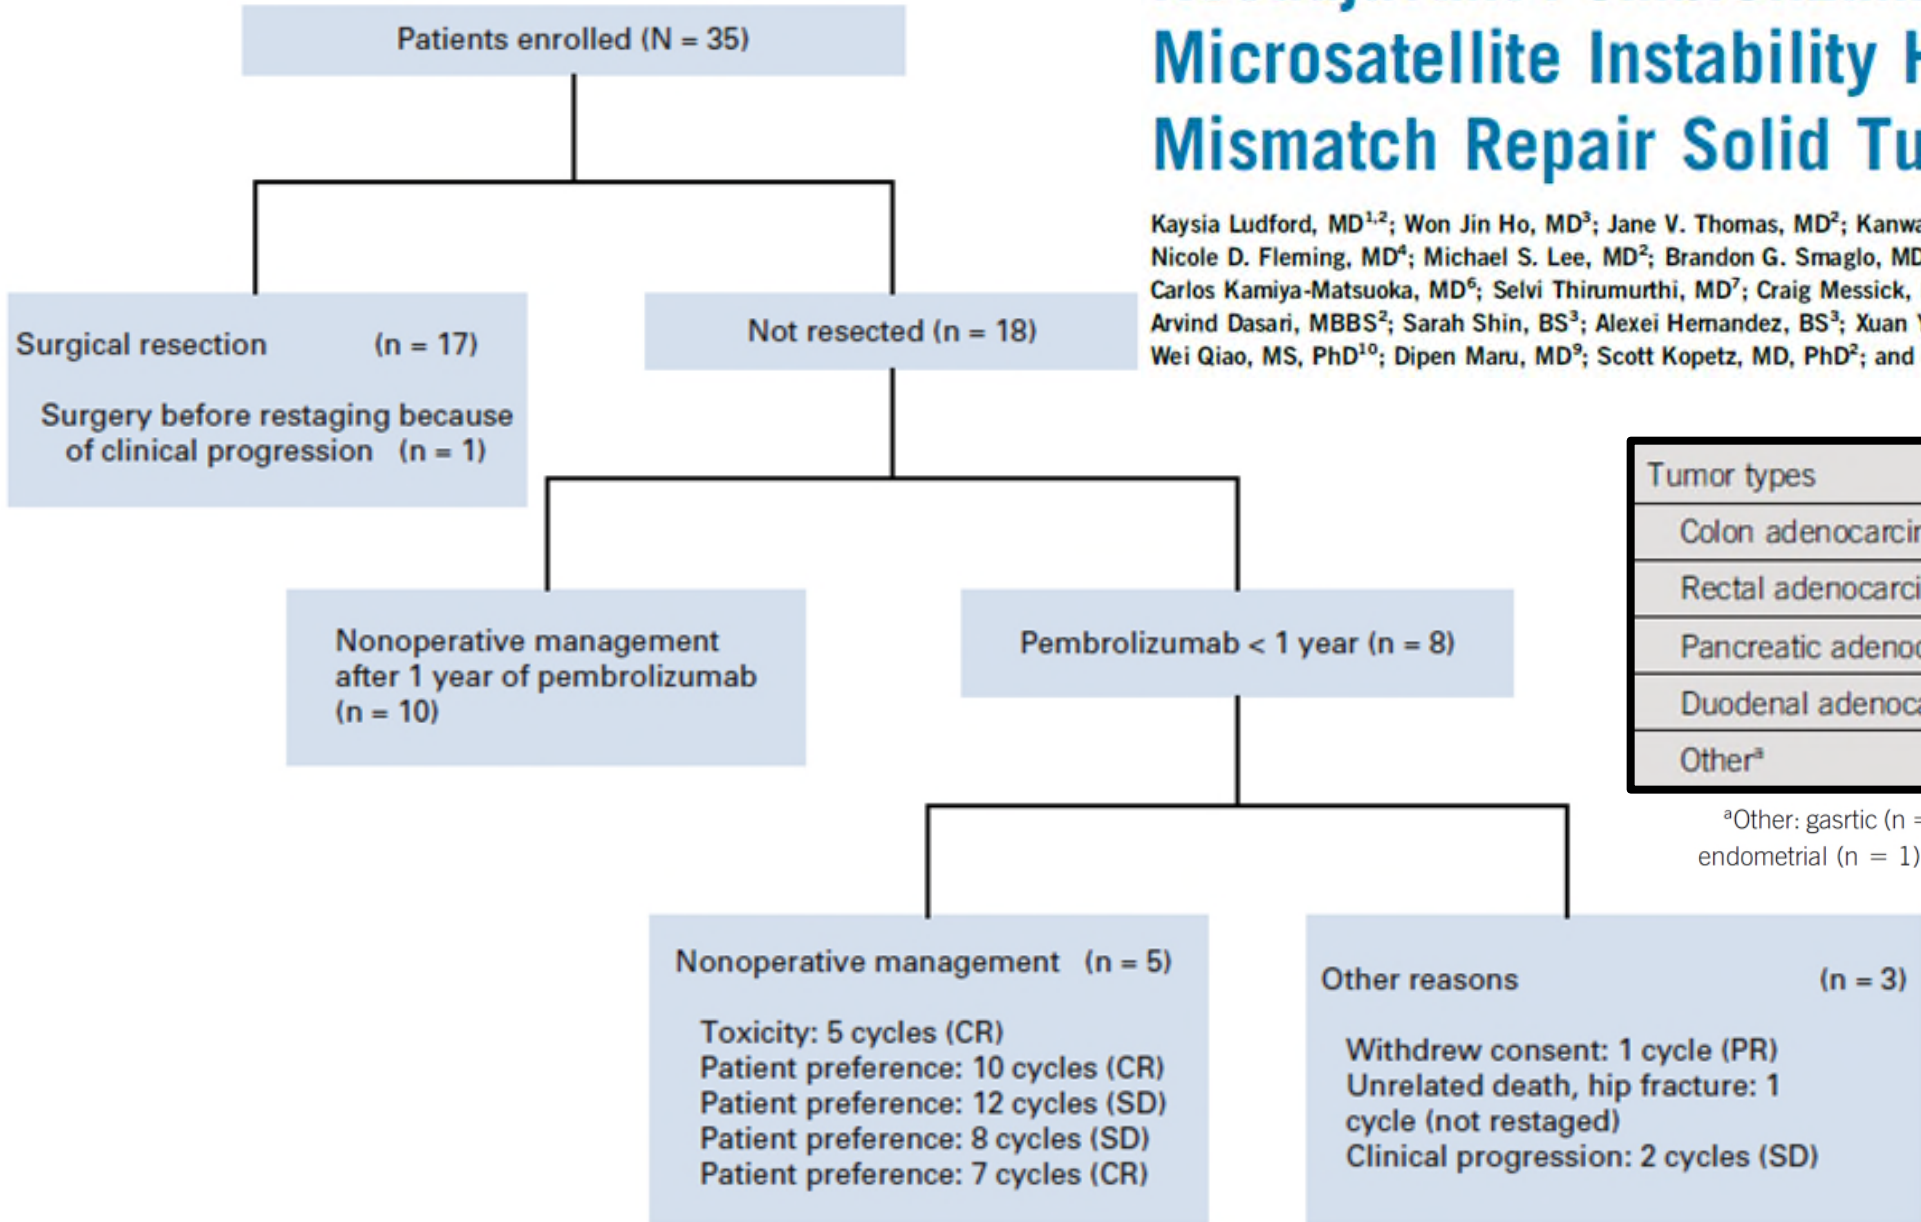 Patients enrolled (N = 35)
Microsatellite Instability
Mismatch Repair Solid
Kaysia Ludford, MD1,2; Won Jin Ho, MD3; Jane V. Thomas, MD2;
Nicole D. Fleming, MD4; Michael S. Lee, MD2; Brandon G. Smaglo,
Carlos Kamiya-Matsuoka, MD6; Selvi Thirumurthi, MD7; Craig Messick,
Arvind Dasari, MBBS2; Sarah Shin, BS3; Alexei Hernandez, BS3; Xuan
Wei Qiao, MS, PhD10; Dipen Maru, MD9; Scott Kopetz, MD, PhD2; and
Surgical resection (n = 17)
Surgery before restaging because
of clinical progression (n = 1)
Not resected (n = 18)
Nonoperative management
after 1 year of pembrolizumab
(n = 10)
Pembrolizumab < 1 year (n = 8)
Tumor types
Colon
Rectal
Pancreatic
Duodenal
Othera
aOther: gasrtic (n =
endometrial (n = 1)
Nonoperative management (n = 5)
Toxicity: 5 cycles (CR)
Patient preference: 10 cycles (CR)
Patient preference: 12 cycles (SD)
Patient preference: 8 cycles (SD)
Patient preference: 7 cycles (CR)
Other reasons (n = 3)
Withdrew consent: 1 cycle (PR)
Unrelated death, hip fracture: 1
cycle (not restaged)
Clinical progression: 2 cycles (SD)